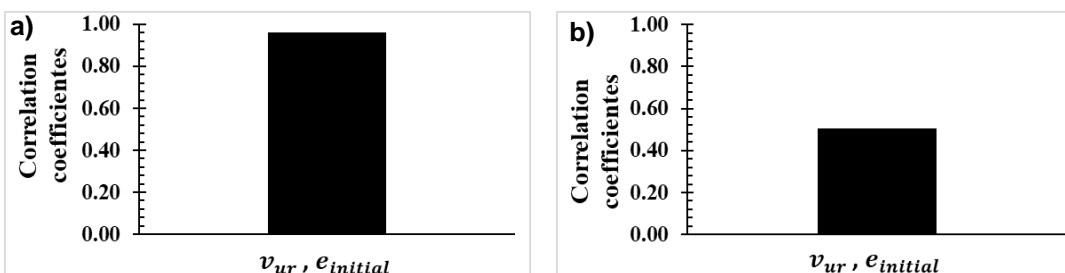 a)
Correlation
coefficientes
1.00
0.80
0.60
0.40
0.20
0.00
v_ur , e_initial
b)
Correlation
coefficientes
1.00
0.80
0.60
0.40
0.20
0.00
v_ur , e_initial